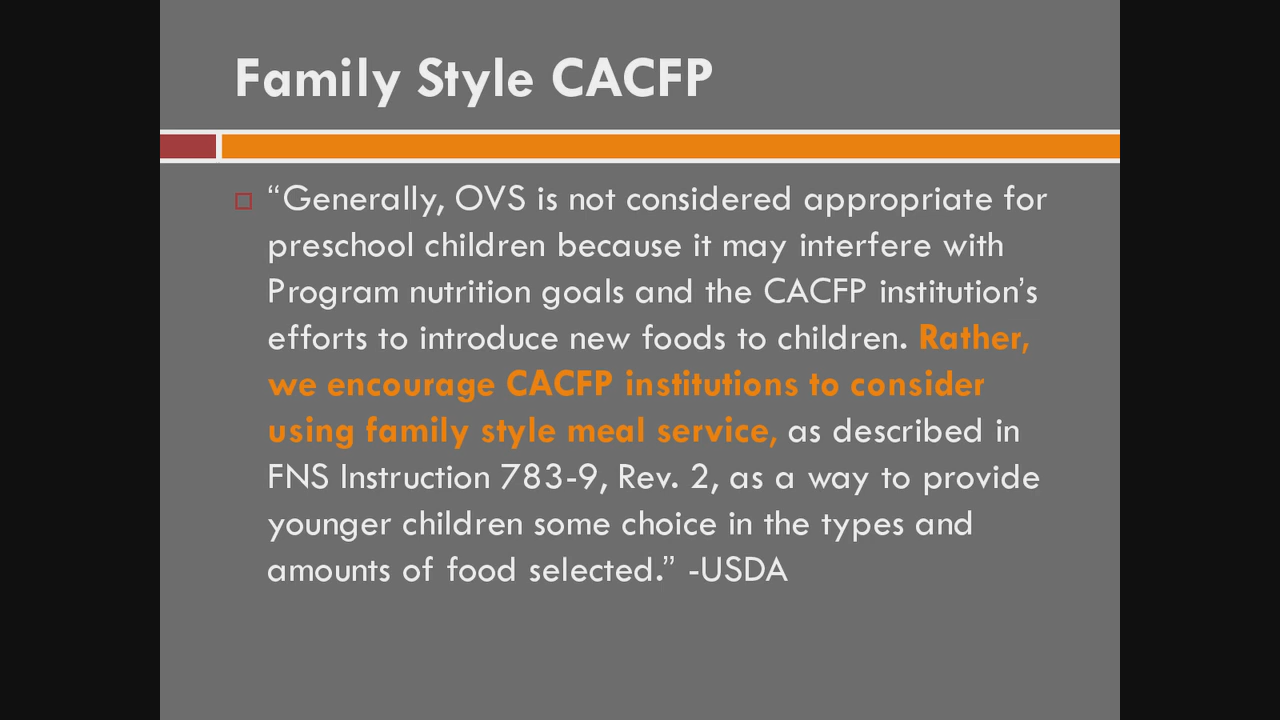 Family Style CACFP
“Generally, OVS is not considered appropriate for
preschool children because it may interfere with
Program nutrition goals and the CACFP institution’s
efforts to introduce new foods to children. Rather,
we encourage CACFP institutions to consider
using family style meal service, as described in
FNS Instruction 783-9, Rev. 2, as a way to provide
younger children some choice in the types and
amounts of food selected.” -USDA